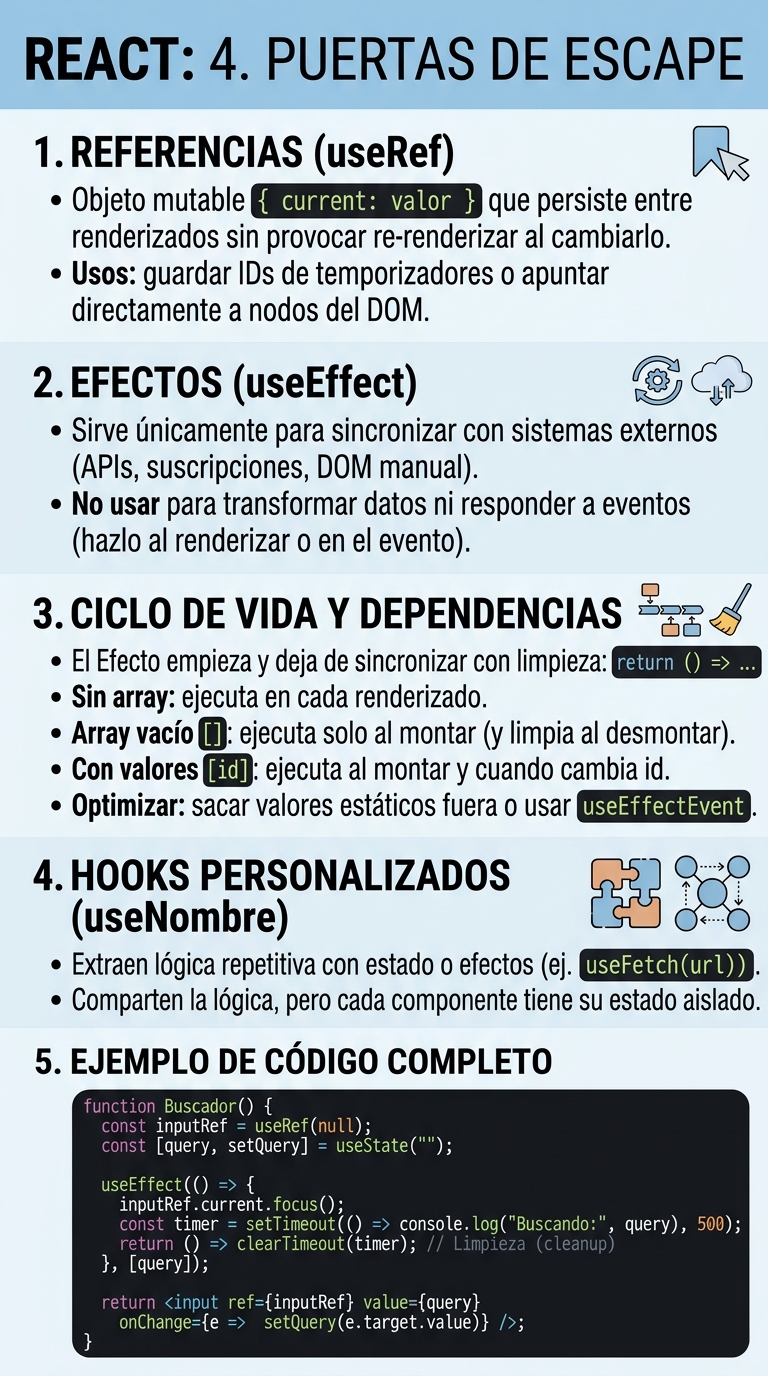 REACT: 4. PUERTAS DE ESCAPE
1. REFERENCIAS (useRef)
• Objeto mutable { current: valor } que persiste entre
renderizados sin provocar re-renderizar al cambiarlo.
• Usos: guardar IDs de temporizadores o apuntar
directamente a nodos del DOM.
2. EFECTOS (useEffect)
• Sirve únicamente para sincronizar con sistemas externos
(APIs, suscripciones, DOM manual).
• No usar para transformar datos ni responder a eventos
(hazlo al renderizar o en el evento).
3. CICLO DE VIDA Y DEPENDENCIAS
• El Efecto empieza y deja de sincronizar con limpieza: return () => ...
• Sin array: ejecuta en cada renderizado.
• Array vacío []: ejecuta solo al montar (y limpia al desmontar).
• Con valores [id]: ejecuta al montar y cuando cambia id.
• Optimizar: sacar valores estáticos fuera o usar useEffectEvent.
4. HOOKS PERSONALIZADOS
(useNombre)
• Extraen lógica repetitiva con estado o efectos (ej. useFetch(url)).
• Comparten la lógica, pero cada componente tiene su estado aislado.
5. EJEMPLO DE CÓDIGO COMPLETO
function Buscador() {
  const inputRef = useRef(null);
  const [query, setQuery] = useState("");
  useEffect(() => {
    inputRef.current.focus();
    const timer = setTimeout(() => console.log("Buscando:", query), 500);
    return () => clearTimeout(timer); // Limpieza (cleanup)
  }, [query]);
  return <input ref={inputRef} value={query}
    onChange={e =>  setQuery(e.target.value)} />;
}